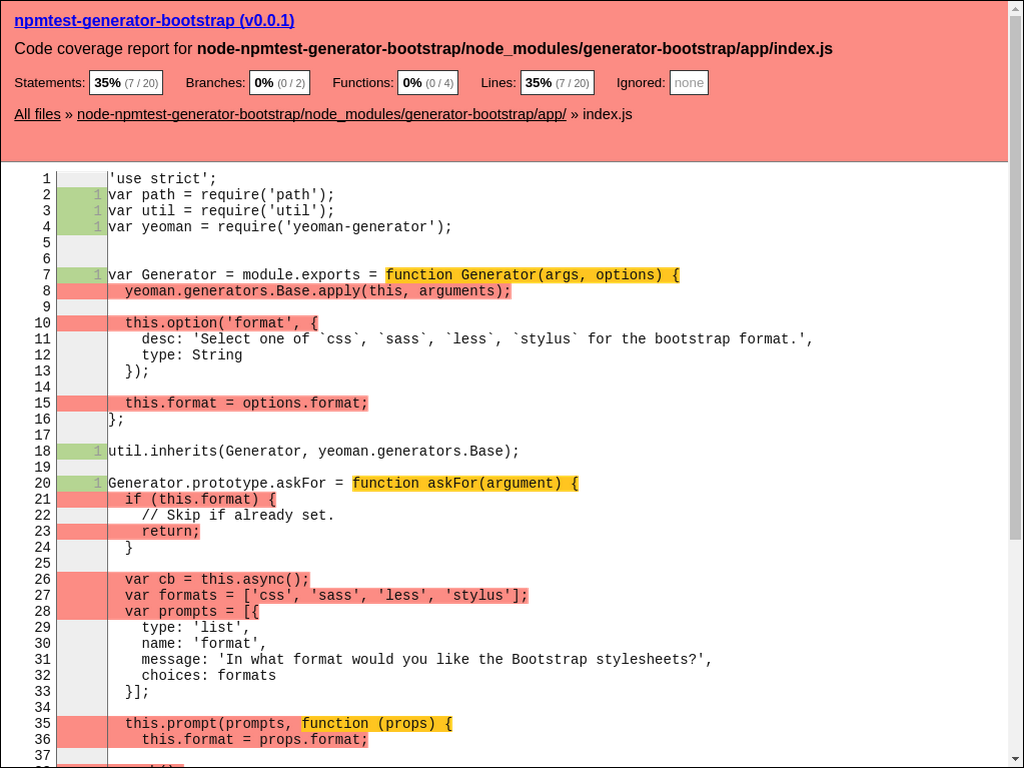 npmtest-generator-bootstrap (v0.0.1)
Code coverage report for node-npmtest-generator-bootstrap/node_modules/generator-bootstrap/app/index.js
Statements: 35% (7 / 20) Branches: 0% (0 / 2) Functions: 0% (0 / 4) Lines: 35% (7 / 20) Ignored: none
All files » node-npmtest-generator-bootstrap/node_modules/generator-bootstrap/app/ » index.js
1 'use strict';
2 1 var path = require('path');
3 1 var util = require('util');
4 1 var yeoman = require('yeoman-generator');
5
6
7 1 var Generator = module.exports = function Generator(args, options) {
8 yeoman.generators.Base.apply(this, arguments);
9
10 this.option('format', {
11 desc: 'Select one of `css`, `sass`, `less`, `stylus` for the bootstrap format.',
12 type: String
13 });
14
15 this.format = options.format;
16 };
17
18 1 util.inherits(Generator, yeoman.generators.Base);
19
20 1 Generator.prototype.askFor = function askFor(argument) {
21 if (this.format) {
22 // Skip if already set.
23 return;
24 }
25
26 var cb = this.async();
27 var formats = ['css', 'sass', 'less', 'stylus'];
28 var prompts = [{
29 type: 'list',
30 name: 'format',
31 message: 'In what format would you like the Bootstrap stylesheets?',
32 choices: formats
33 }];
34
35 this.prompt(prompts, function (props) {
36 this.format = props.format;
37